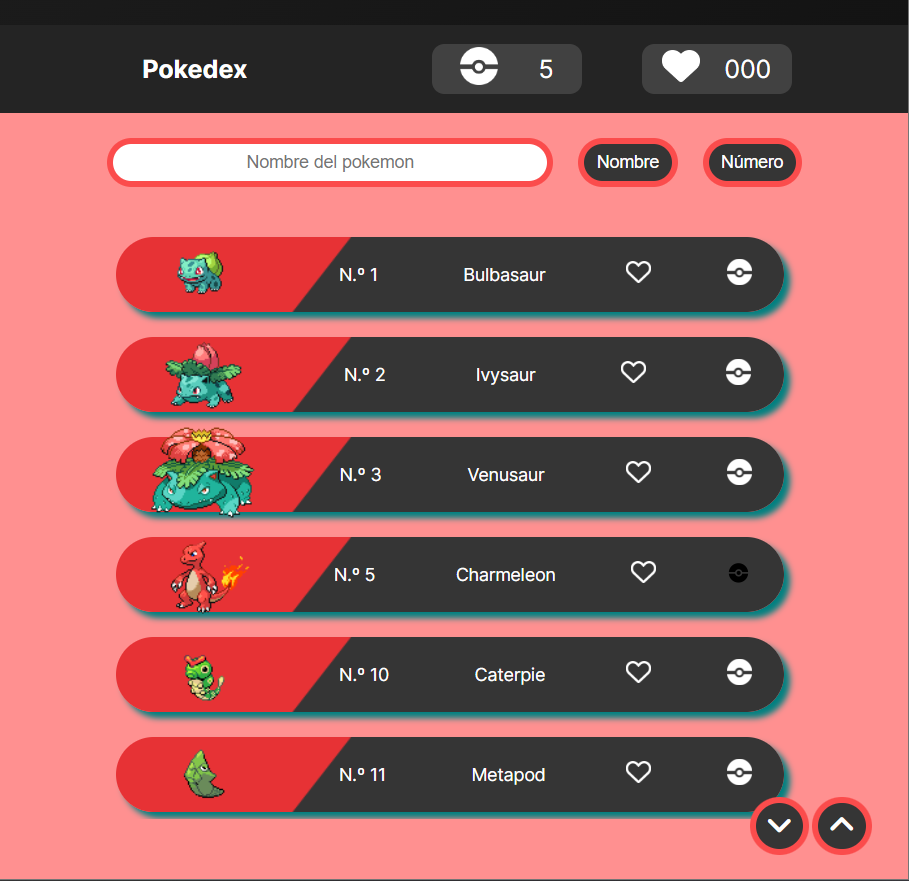 Pokedex 5 000
Nombre del pokemon Nombre Número
N.º 1 Bulbasaur
N.º 2 Ivysaur
N.º 3 Venusaur
N.º 5 Charmeleon
N.º 10 Caterpie
N.º 11 Metapod